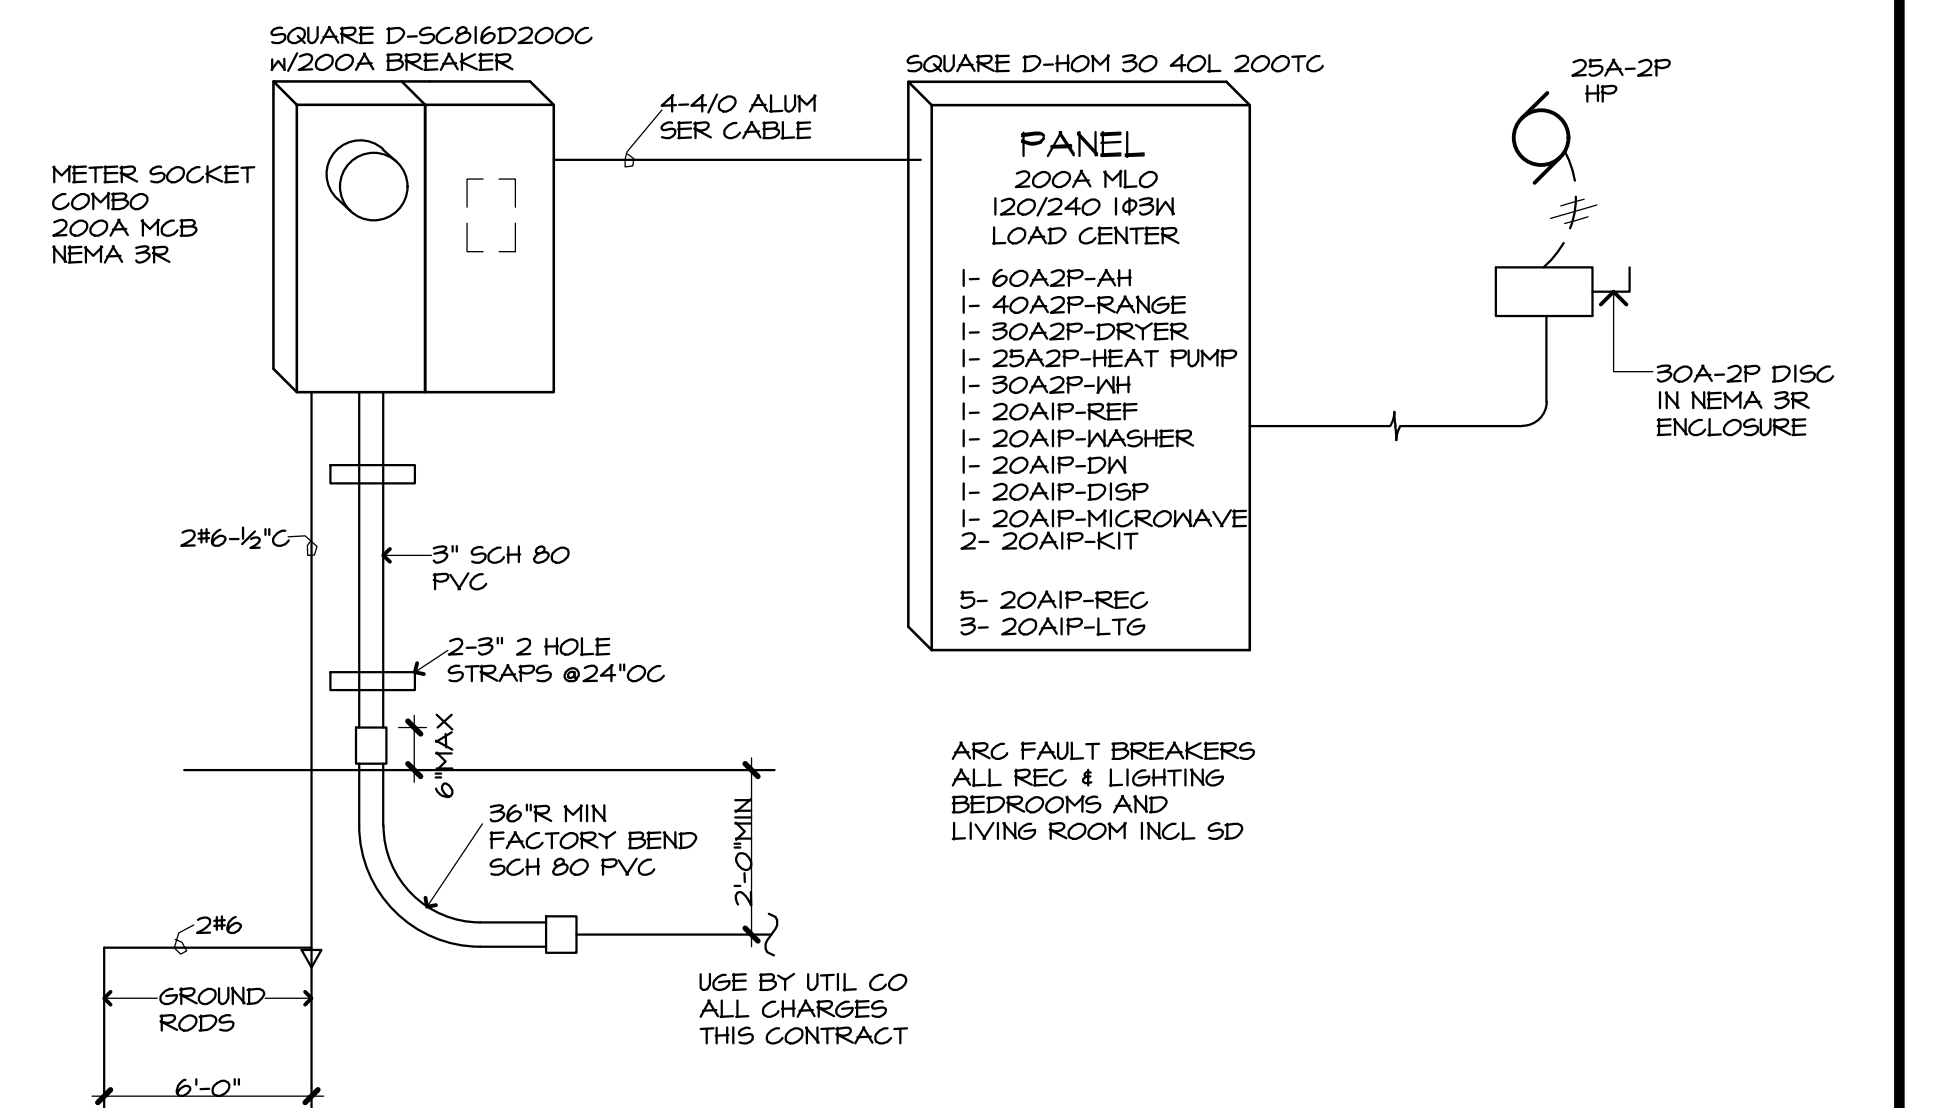 SQUARE D-SC816D200C
W/200A BREAKER
METER SOCKET
COMBO
200A MCB
NEMA 3R
4-4/0 ALUM
SER CABLE
SQUARE D-HOM 30 40L 200TC
PANEL
200A MLO
120/240 1Φ3W
LOAD CENTER
1- 60A2P-AH
1- 40A2P-RANGE
1- 30A2P-DRYER
1- 25A2P-HEAT PUMP
1- 30A2P-WH
1- 20A1P-REF
1- 20A1P-WASHER
1- 20A1P-DW
1- 20A1P-DISP
1- 20A1P-MICROWAVE
2- 20A1P-KIT
5- 20A1P-REC
3- 20A1P-LTG
25A-2P
HP
30A-2P DISC
IN NEMA 3R
ENCLOSURE
2#6-½"C
3" SCH 80
PVC
2-3" 2 HOLE
STRAPS @24"OC
6"MAX
36"R MIN
FACTORY BEND
SCH 80 PVC
2'-0"MIN
ARC FAULT BREAKERS
ALL REC & LIGHTING
BEDROOMS AND
LIVING ROOM INCL SD
2#6
GROUND
RODS
6'-0"
UGE BY UTIL CO
ALL CHARGES
THIS CONTRACT